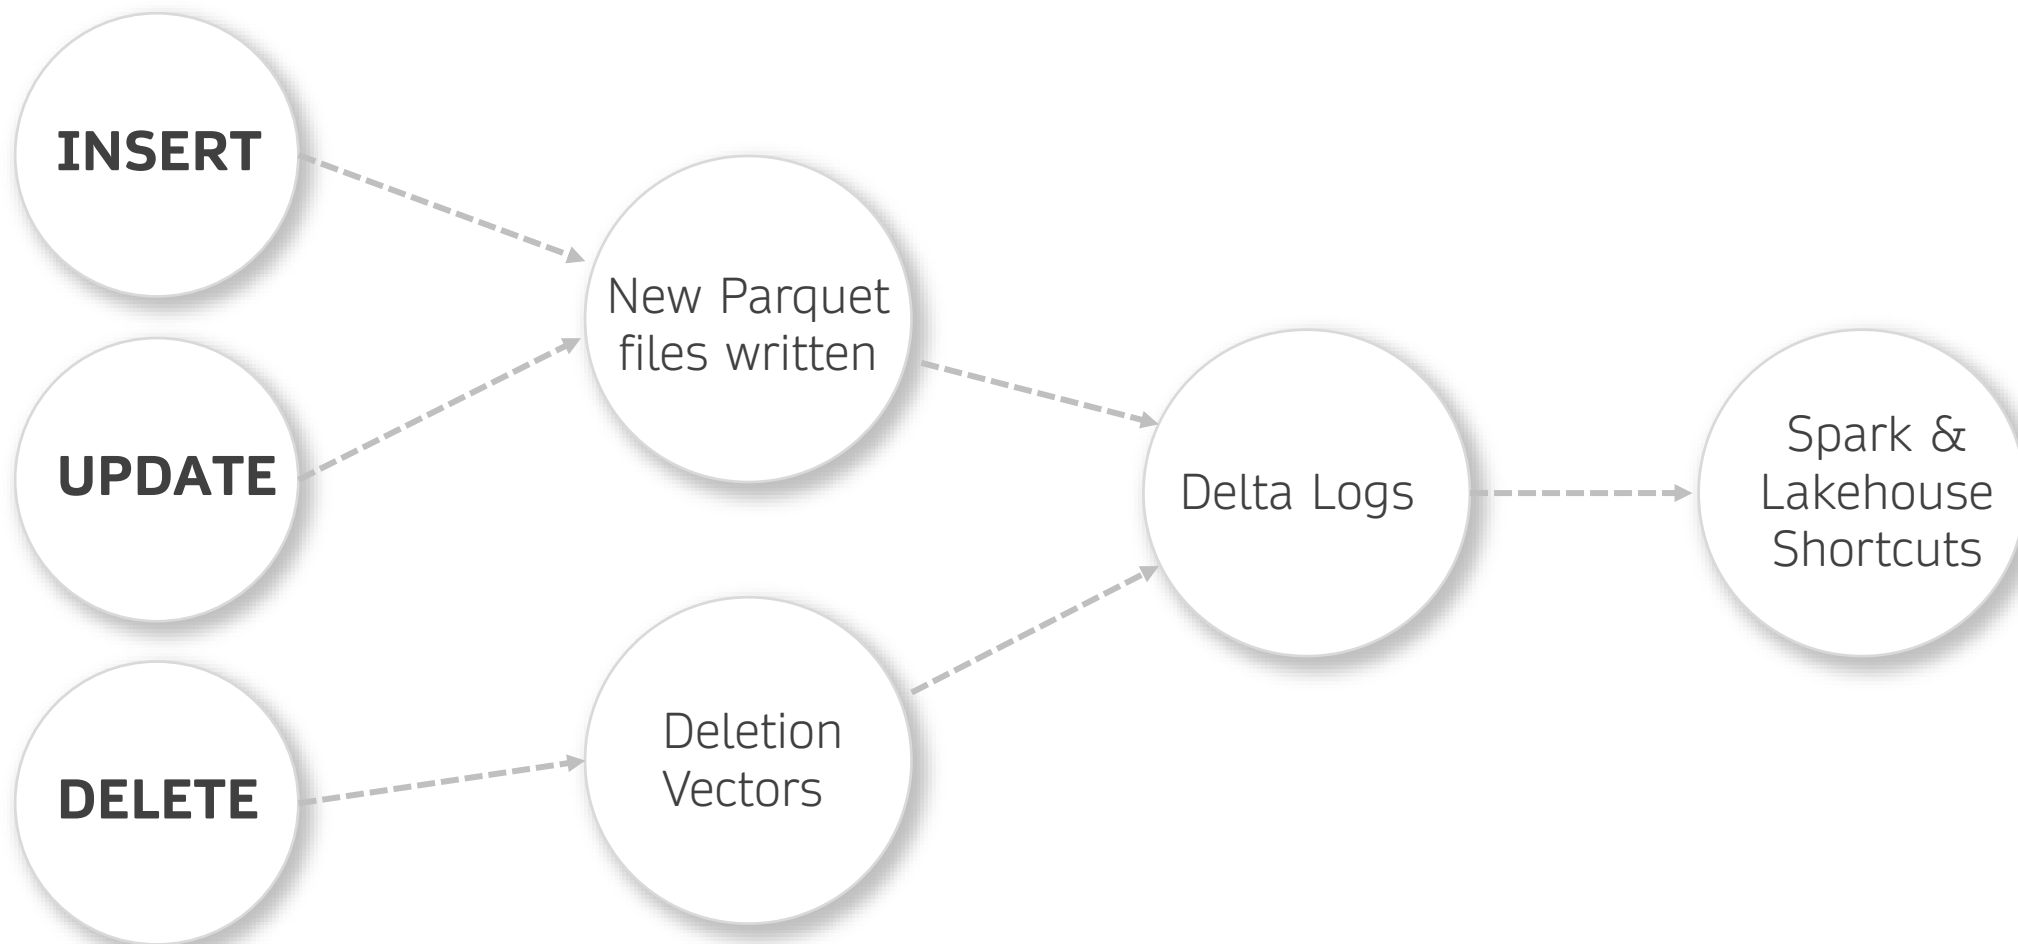 INSERT
UPDATE
DELETE
New Parquet
files written
Deletion
Vectors
Delta Logs
Spark &
Lakehouse
Shortcuts